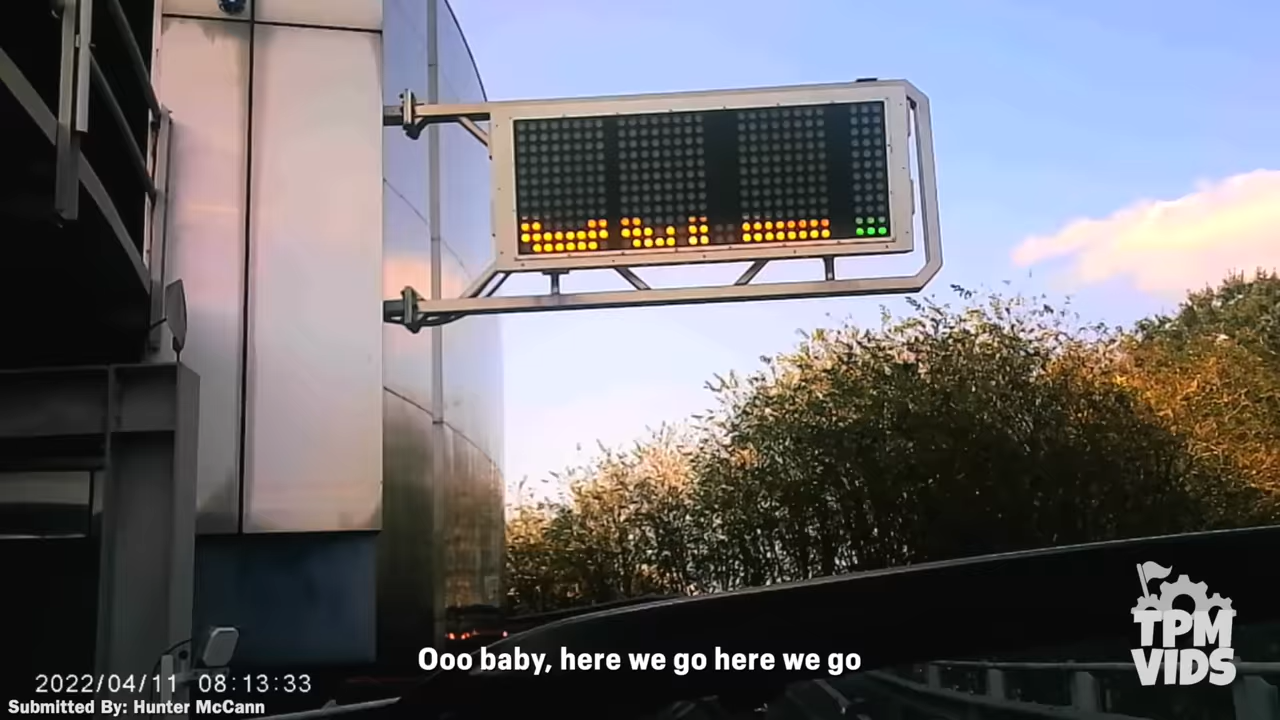 Ooo baby, here we go here we go
TPM
VIDS
2022/04/11 08:13:33
Submitted By: Hunter McCann